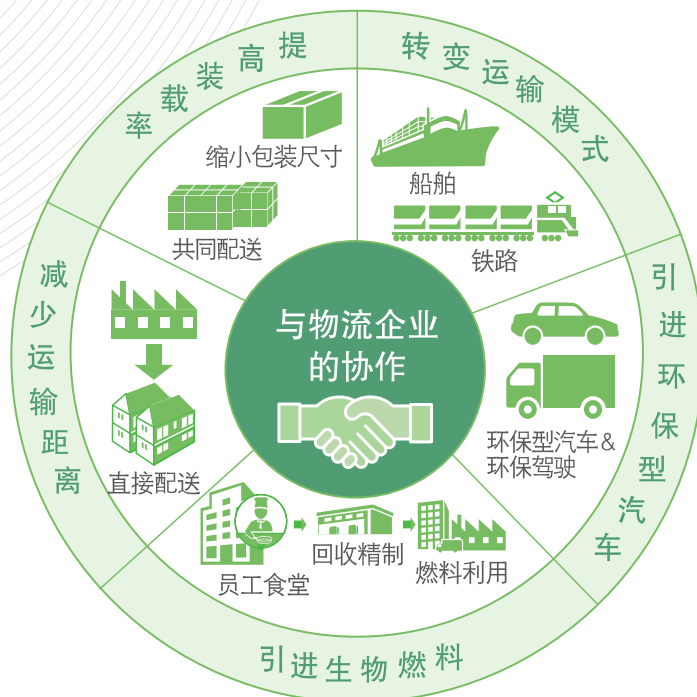 提高装载率
缩小包装尺寸
共同配送
转变运输模式
船舶
铁路
引进环保型汽车
环保型汽车&
环保驾驶
引进生物燃料
员工食堂
回收精制
燃料利用
减少运输距离
直接配送
与物流企业
的协作